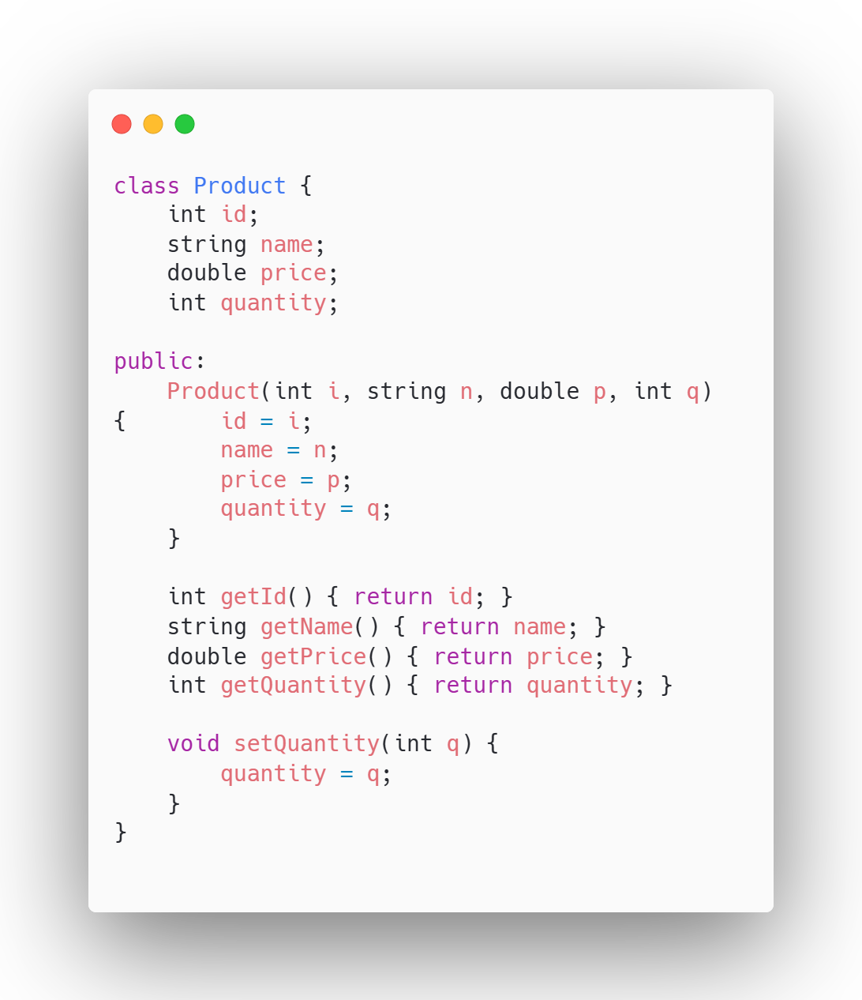 class Product {
    int id;
    string name;
    double price;
    int quantity;

public:
    Product(int i, string n, double p, int q)
{       id = i;
        name = n;
        price = p;
        quantity = q;
    }

    int getId() { return id; }
    string getName() { return name; }
    double getPrice() { return price; }
    int getQuantity() { return quantity; }

    void setQuantity(int q) {
        quantity = q;
    }
}